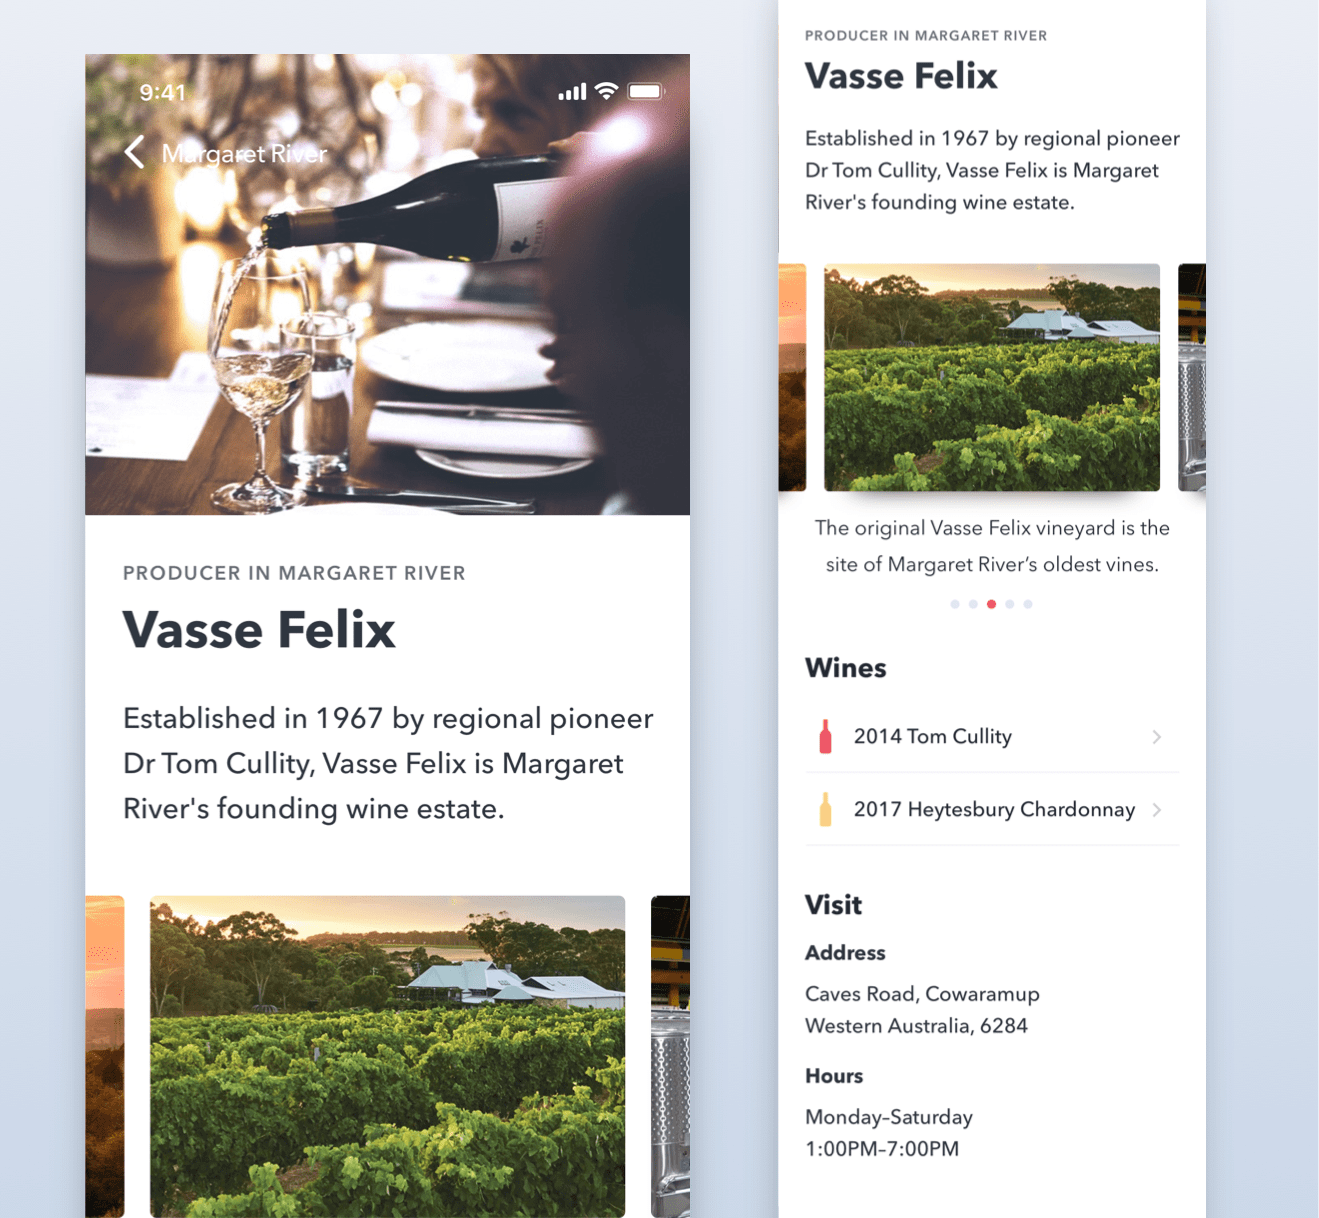 9:41
Margaret River
PRODUCER IN MARGARET RIVER
Vasse Felix
Established in 1967 by regional pioneer
Dr Tom Cullity, Vasse Felix is Margaret
River's founding wine estate.
PRODUCER IN MARGARET RIVER
Vasse Felix
Established in 1967 by regional pioneer
Dr Tom Cullity, Vasse Felix is Margaret
River's founding wine estate.
The original Vasse Felix vineyard is the
site of Margaret River’s oldest vines.
Wines
2014 Tom Cullity
2017 Heytesbury Chardonnay
Visit
Address
Caves Road, Cowaramup
Western Australia, 6284
Hours
Monday–Saturday
1:00PM–7:00PM